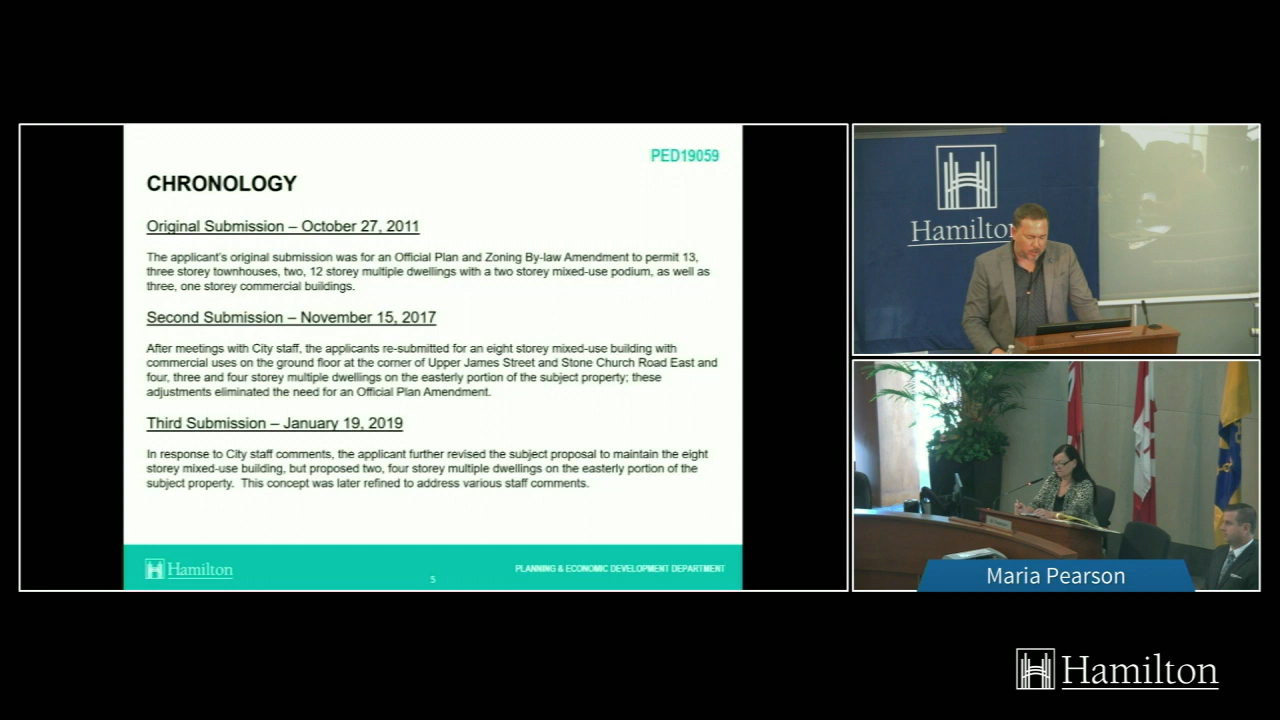 PED19059
CHRONOLOGY
Original Submission – October 27, 2011
The applicant's original submission was for an Official Plan and Zoning By-law Amendment to permit 13,
three storey townhouses, two, 12 storey multiple dwellings with a two storey mixed-use podium, as well as
three, one storey commercial buildings.
Second Submission – November 15, 2017
After meetings with City staff, the applicants re-submitted for an eight storey mixed-use building with
commercial uses on the ground floor at the corner of Upper James Street and Stone Church Road East and
four, three and four storey multiple dwellings on the easterly portion of the subject property; these
adjustments eliminated the need for an Official Plan Amendment.
Third Submission – January 19, 2019
In response to City staff comments, the applicant further revised the subject proposal to maintain the eight
storey mixed-use building, but proposed two, four storey multiple dwellings on the easterly portion of the
subject property. This concept was later refined to address various staff comments.
Hamilton
5
PLANNING & ECONOMIC DEVELOPMENT DEPARTMENT
Hamilton
Maria Pearson
Hamilton